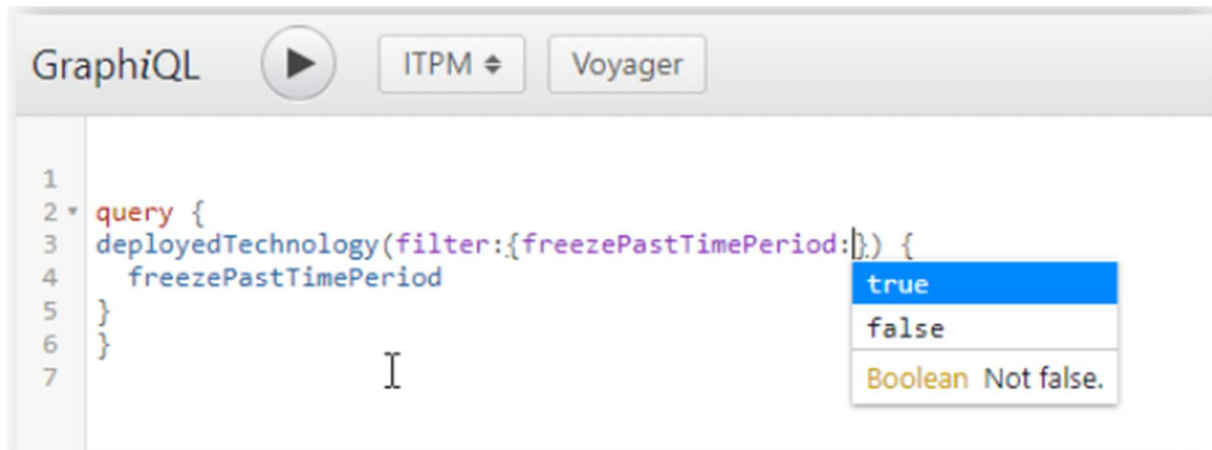 GraphiQL ITPM Voyager
1
2 query {
3 deployedTechnology(filter:{freezePastTimePeriod:}) {
4 freezePastTimePeriod
5 }
6 }
7
true
false
Boolean Not false.